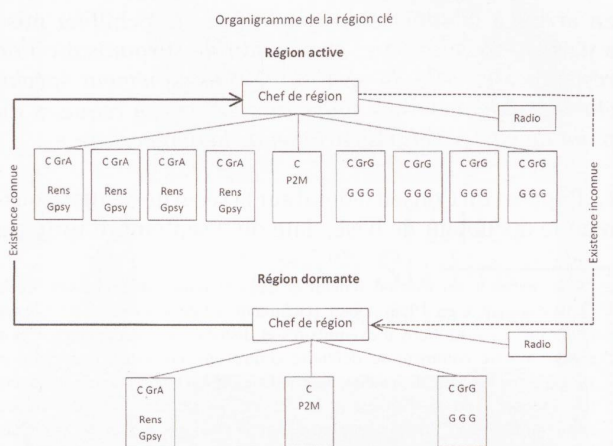 Organigramme de la région clé
Région active
Chef de région
Radio
C GrA
Rens
Gpsy
C GrA
Rens
Gpsy
C GrA
Rens
Gpsy
C GrA
Rens
Gpsy
C
P2M
C GrG
G G G
C GrG
G G G
C GrG
G G G
C GrG
G G G
Existence connue
Existence inconnue
Région dormante
Chef de région
Radio
C GrA
Rens
Gpsy
C
P2M
C GrG
G G G